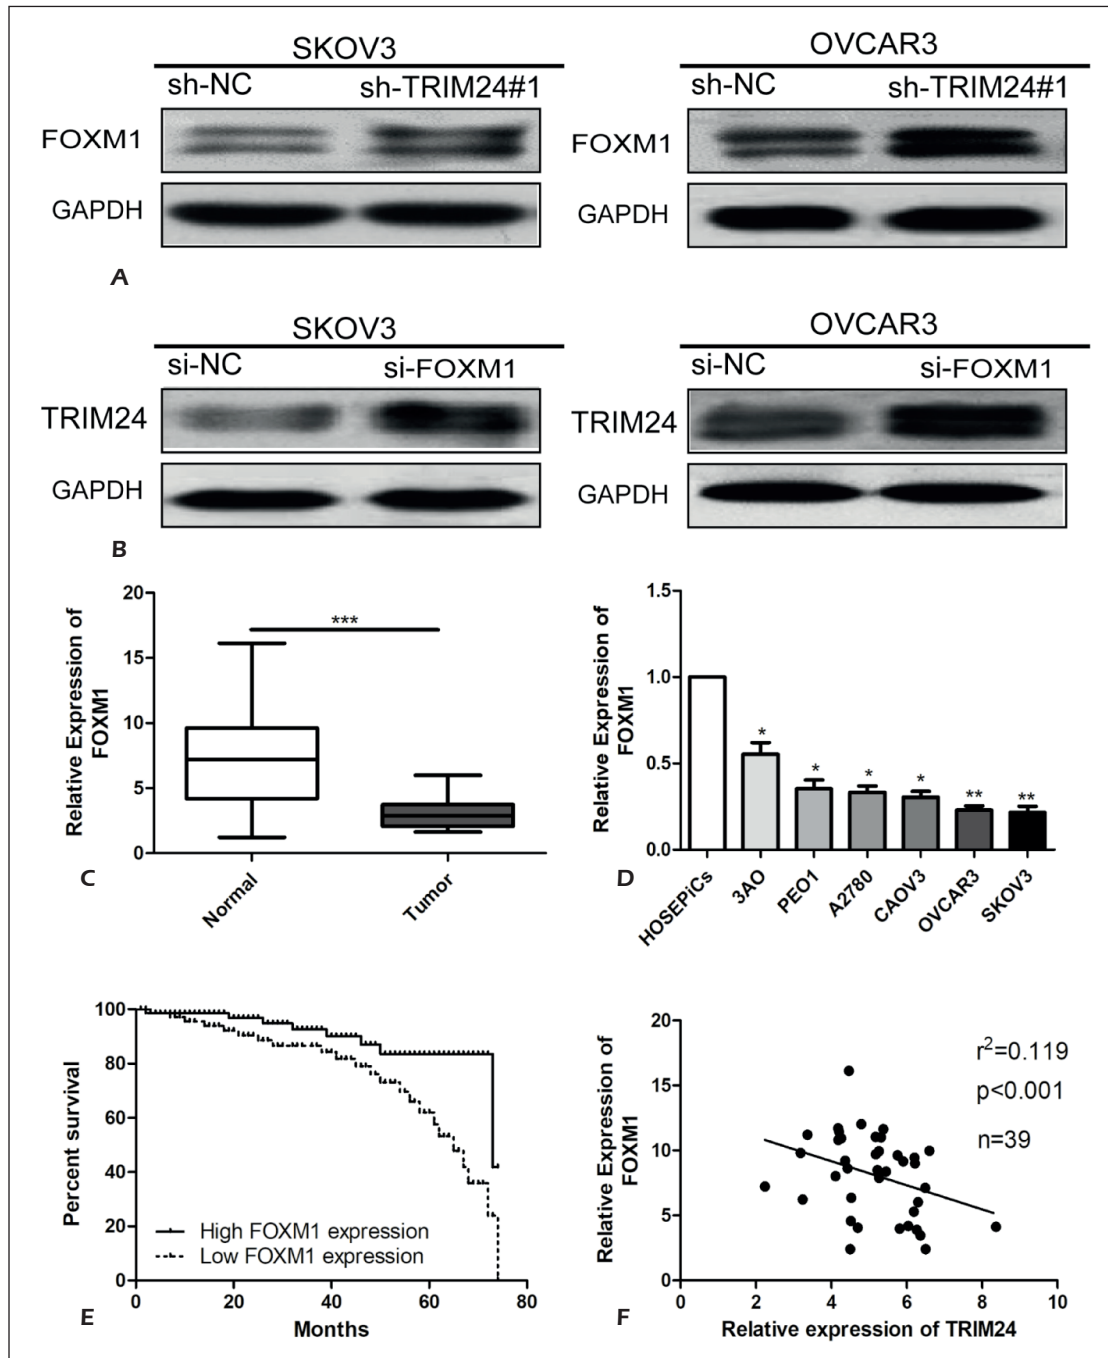 SKOV3
sh-NC sh-TRIM24#1
FOXM1
GAPDH
OVCAR3
sh-NC sh-TRIM24#1
FOXM1
GAPDH
A
SKOV3
si-NC si-FOXM1
TRIM24
GAPDH
OVCAR3
si-NC si-FOXM1
TRIM24
GAPDH
B
Relative Expression of
FOXM1
20
15
10
5
0
***
Normal
Tumor
C
Relative Expression of
FOXM1
1.5
1.0
0.5
0.0
* * * * ** **
HOSEPiCs
3AO
PEO1
A2780
CAOV3
OVCAR3
SKOV3
D
Percent survival
100
80
60
40
20
0
High FOXM1 expression
Low FOXM1 expression
0 20 40 60 80
Months
E
Relative Expression of
FOXM1
20
15
10
5
0
r²=0.119
p<0.001
n=39
0 2 4 6 8 10
Relative expression of TRIM24
F